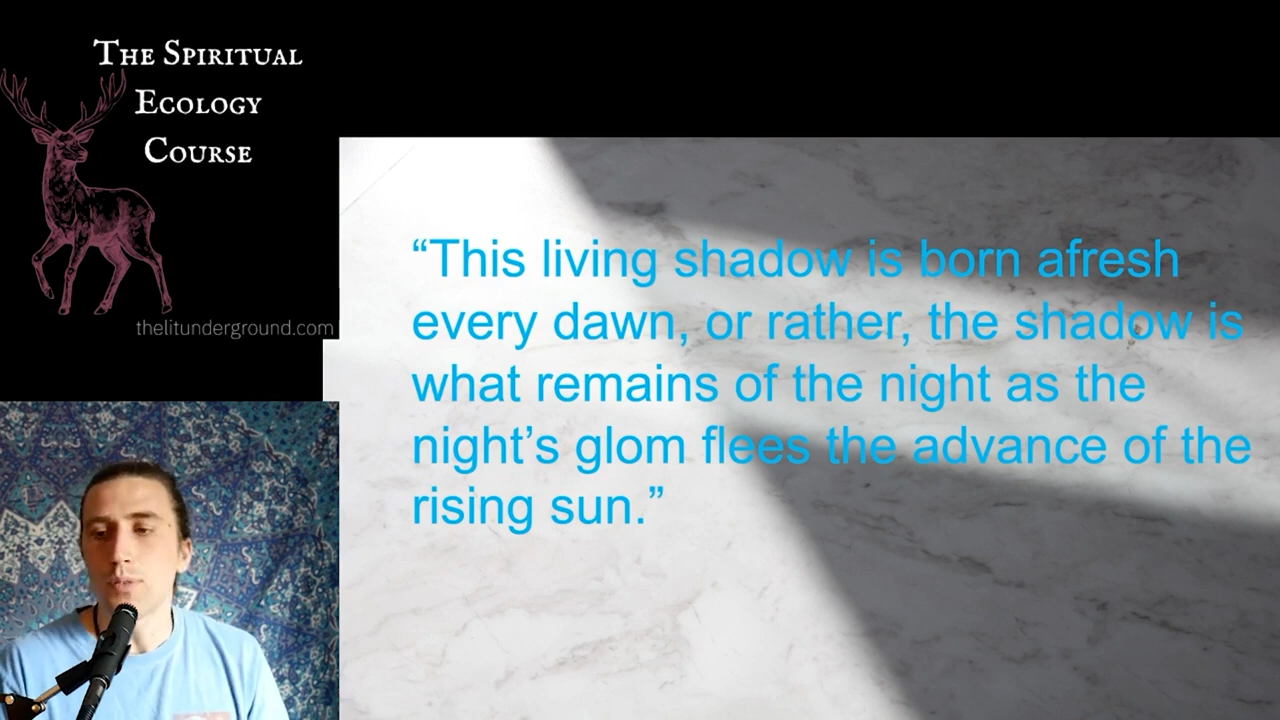 The Spiritual
Ecology
Course
thelitunderground.com
“This living shadow is born afresh
every dawn, or rather, the shadow is
what remains of the night as the
night’s glom flees the advance of the
rising sun.”